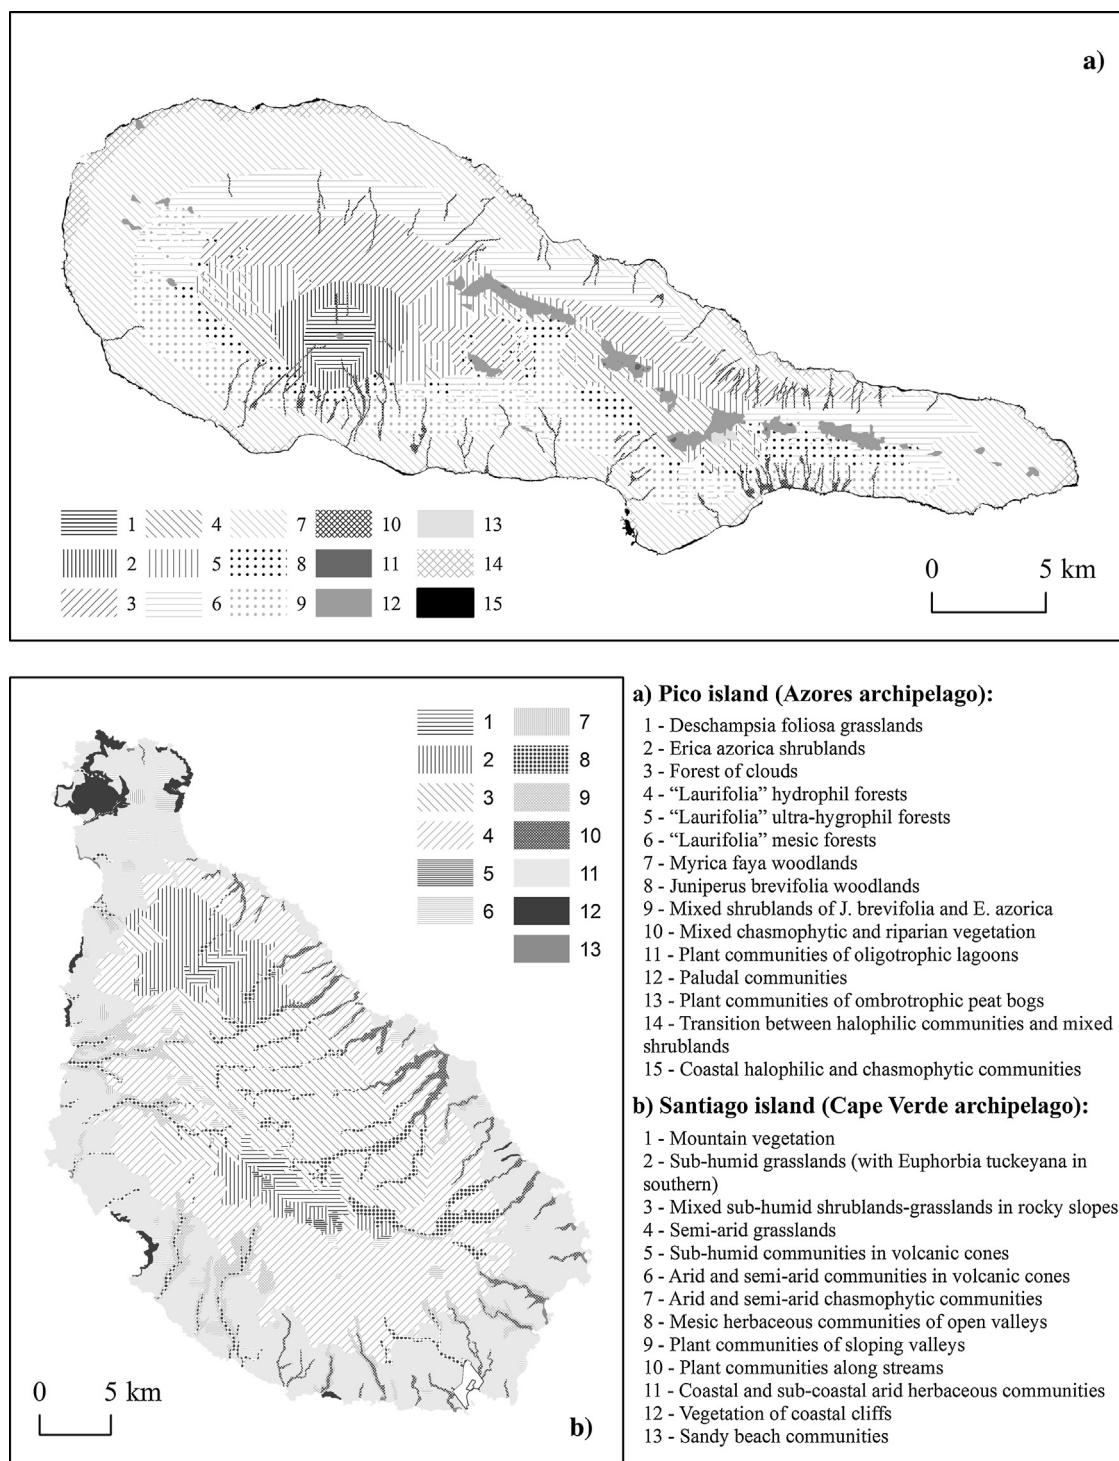 a)
1 4 7 10 13
2 5 8 11 14
3 6 9 12 15
0 5 km
1 7
2 8
3 9
4 10
5 11
6 12
13
0 5 km
b)
a) Pico island (Azores archipelago):
1 - Deschampsia foliosa grasslands
2 - Erica azorica shrublands
3 - Forest of clouds
4 - “Laurifolia” hydrophil forests
5 - “Laurifolia” ultra-hygrophil forests
6 - “Laurifolia” mesic forests
7 - Myrica faya woodlands
8 - Juniperus brevifolia woodlands
9 - Mixed shrublands of J. brevifolia and E. azorica
10 - Mixed chasmophytic and riparian vegetation
11 - Plant communities of oligotrophic lagoons
12 - Paludal communities
13 - Plant communities of ombrotrophic peat bogs
14 - Transition between halophilic communities and mixed
shrublands
15 - Coastal halophilic and chasmophytic communities
b) Santiago island (Cape Verde archipelago):
1 - Mountain vegetation
2 - Sub-humid grasslands (with Euphorbia tuckeyana in
southern)
3 - Mixed sub-humid shrublands-grasslands in rocky slopes
4 - Semi-arid grasslands
5 - Sub-humid communities in volcanic cones
6 - Arid and semi-arid communities in volcanic cones
7 - Arid and semi-arid chasmophytic communities
8 - Mesic herbaceous communities of open valleys
9 - Plant communities of sloping valleys
10 - Plant communities along streams
11 - Coastal and sub-coastal arid herbaceous communities
12 - Vegetation of coastal cliffs
13 - Sandy beach communities